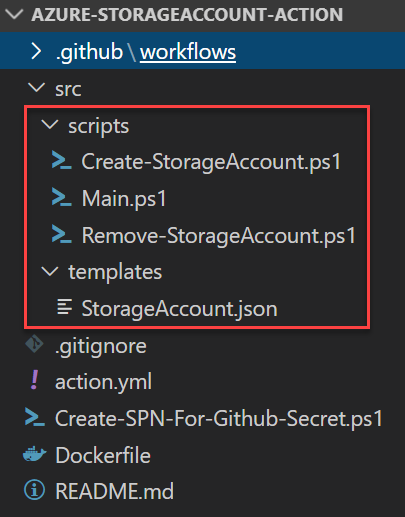 AZURE-STORAGEACCOUNT-ACTION
.github \ workflows
src
scripts
Create-StorageAccount.ps1
Main.ps1
Remove-StorageAccount.ps1
templates
StorageAccount.json
.gitignore
action.yml
Create-SPN-For-Github-Secret.ps1
Dockerfile
README.md